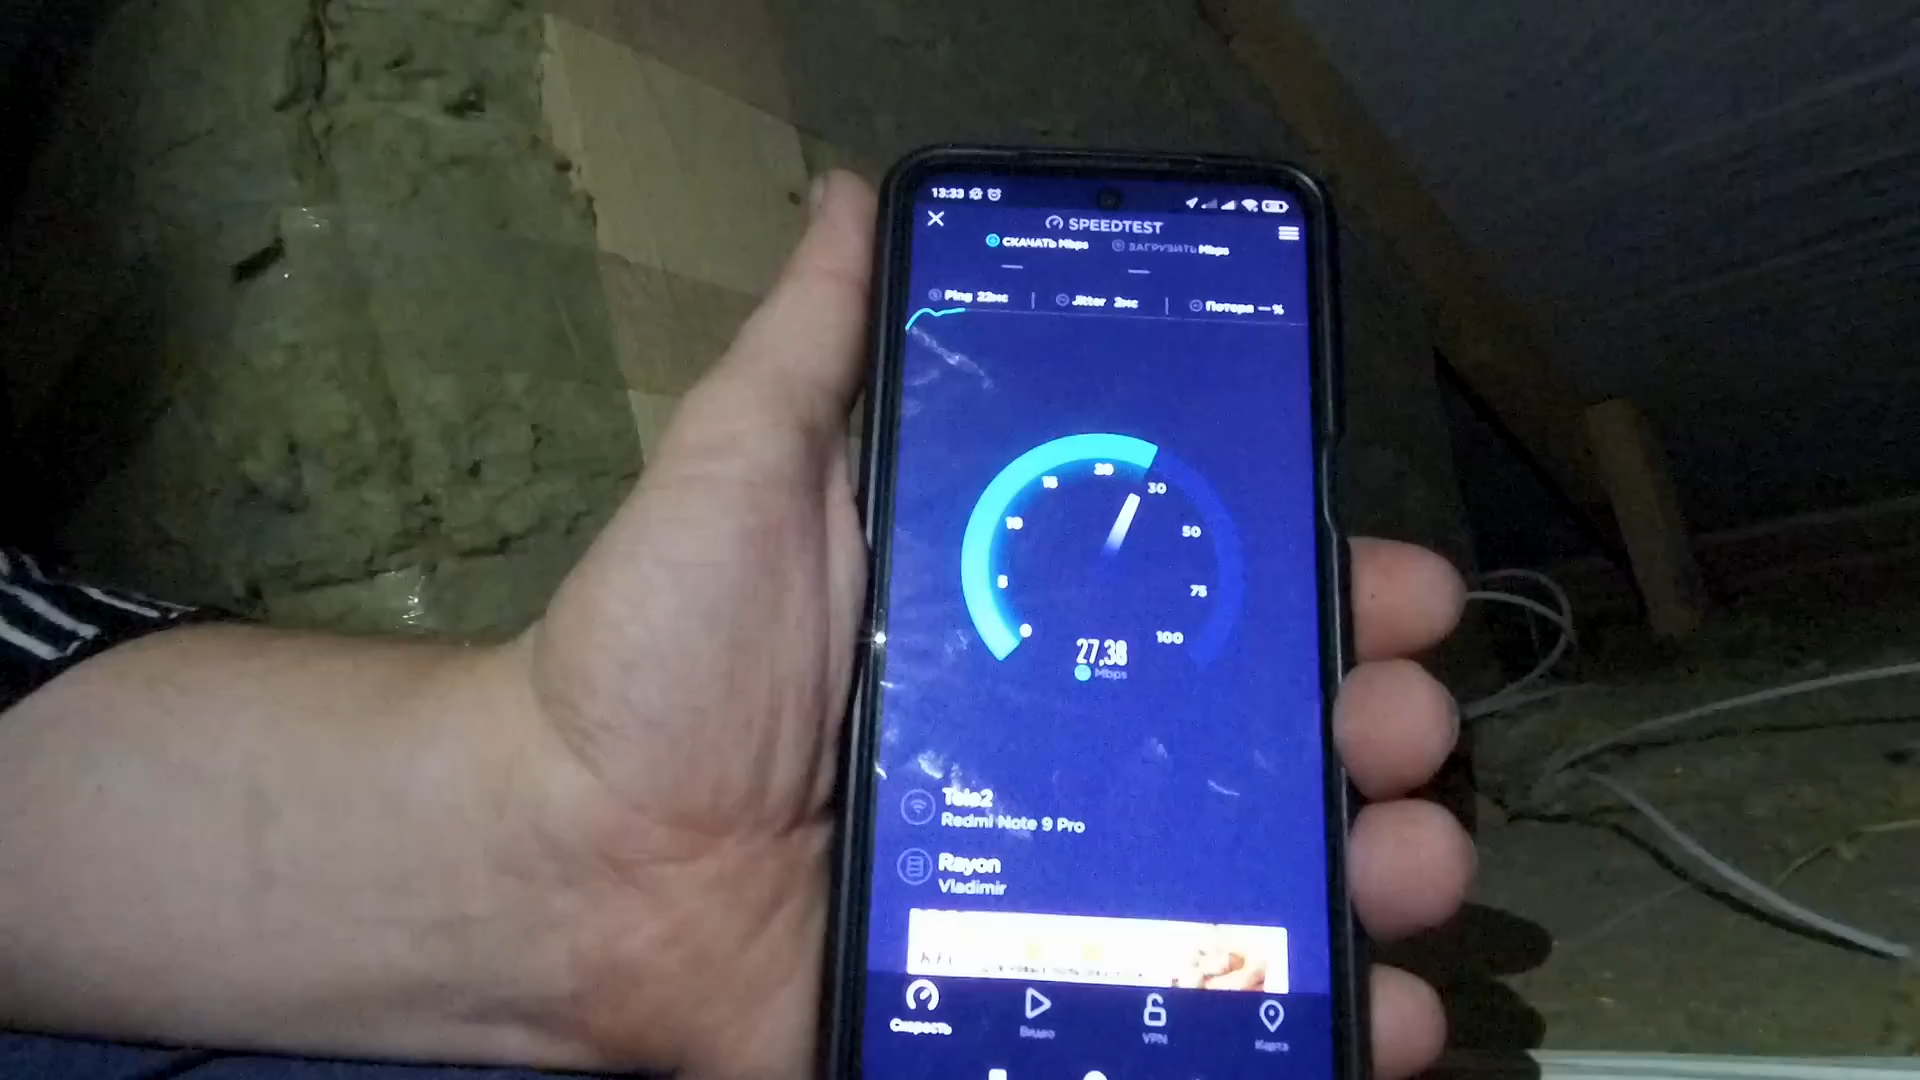 13:33
SPEEDTEST
СКАЧАТЬ Mbps ЗАГРУЗИТЬ Mbps
— —
Ping 22мс | Jitter 2мс | Потеря — %
0
5
10
15
20
30
50
75
100
27,38
Mbps
Tele2
Redmi Note 9 Pro
Rayon
Vladimir
Скорость Видео VPN Карта